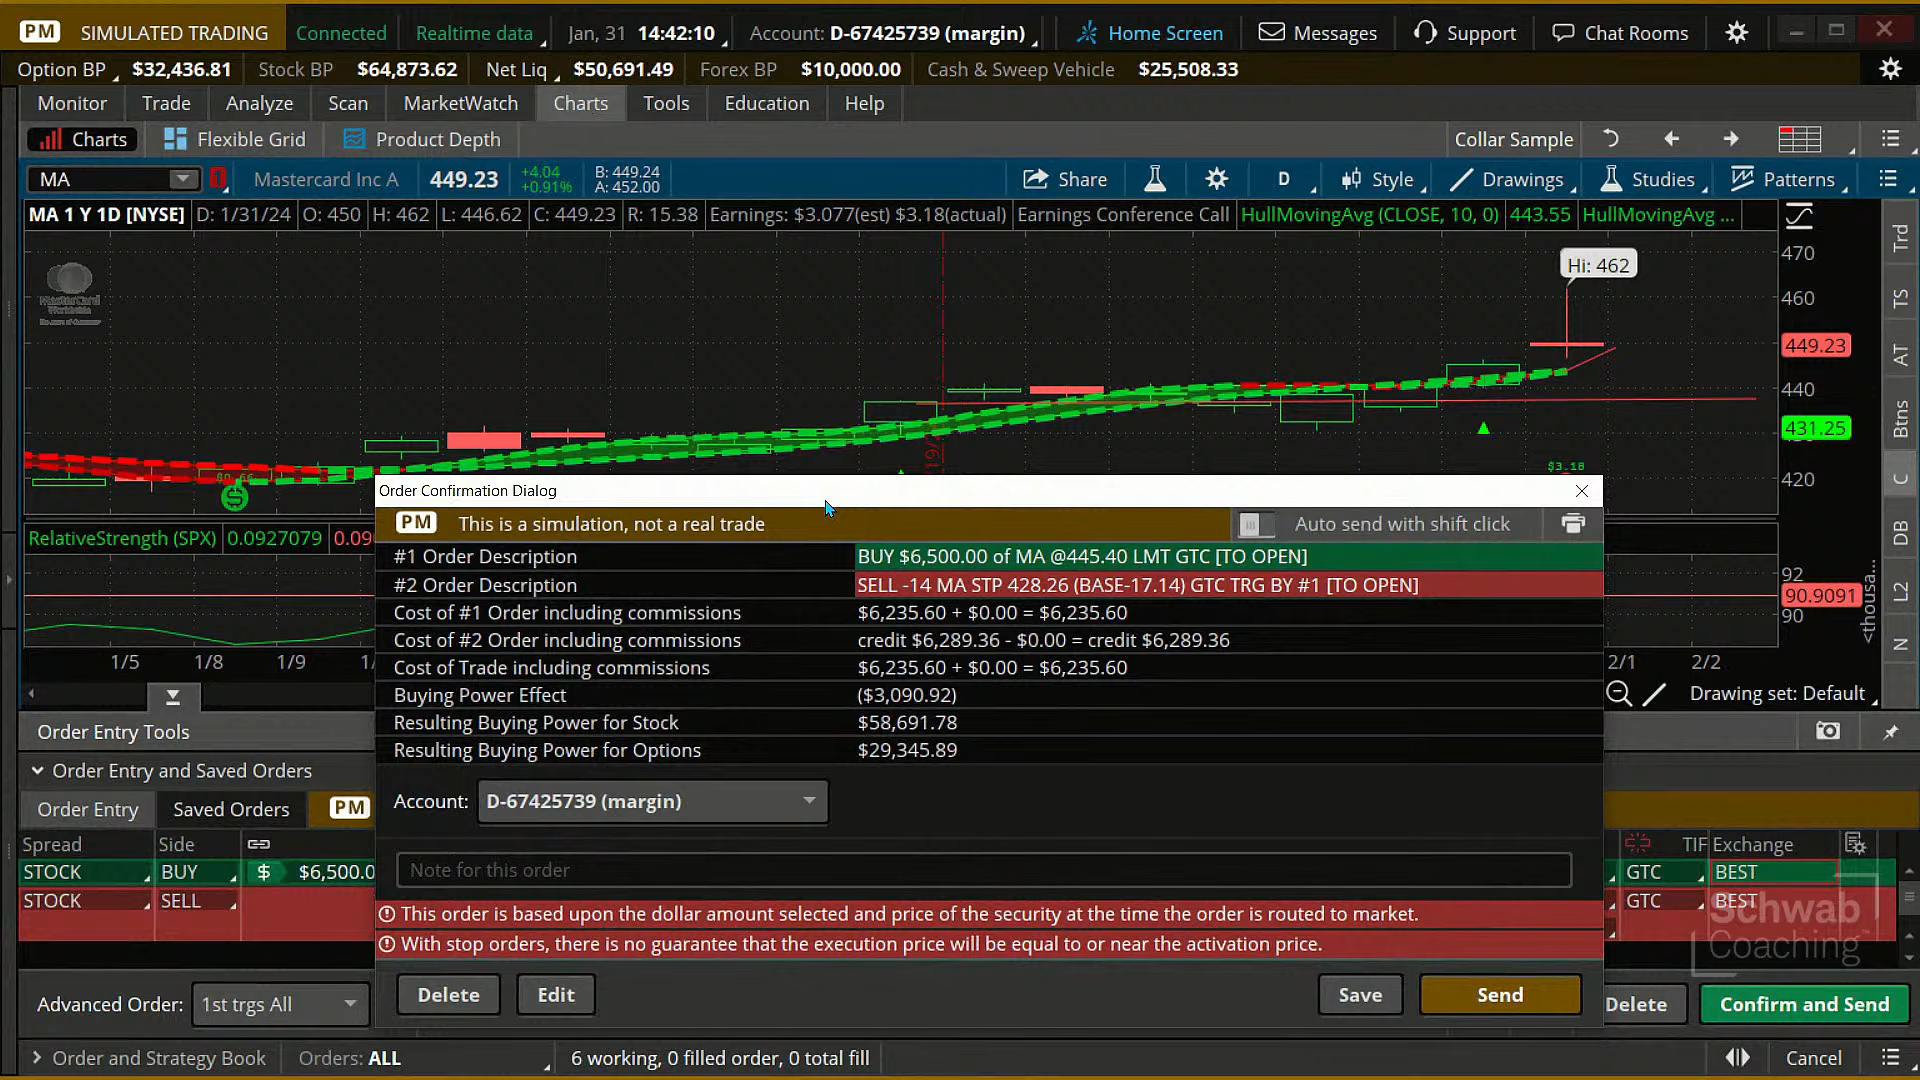 PM SIMULATED TRADING Connected Realtime data Jan, 31 14:42:10 Account: D-67425739 (margin) Home Screen Messages Support Chat Rooms
Option BP $32,436.81 Stock BP $64,873.62 Net Liq $50,691.49 Forex BP $10,000.00 Cash & Sweep Vehicle $25,508.33
Monitor Trade Analyze Scan MarketWatch Charts Tools Education Help
Charts Flexible Grid Product Depth Collar Sample
MA Mastercard Inc A 449.23 +4.04 +0.91% B: 449.24 A: 452.00 Share D Style Drawings Studies Patterns
MA 1 Y 1D [NYSE] D: 1/31/24 O: 450 H: 462 L: 446.62 C: 449.23 R: 15.38 Earnings: $3.077(est) $3.18(actual) Earnings Conference Call HullMovingAvg (CLOSE, 10, 0) 443.55 HullMovingAvg ...
Trd
470
Hi: 462
MasterCard
Worldwide
460
TS
449.23
AT
440
431.25
Btns
$3.18
420
C
Order Confirmation Dialog
PM This is a simulation, not a real trade Auto send with shift click
RelativeStrength (SPX) 0.0927079 0.09
DB
#1 Order Description BUY $6,500.00 of MA @445.40 LMT GTC [TO OPEN]
#2 Order Description SELL -14 MA STP 428.26 (BASE-17.14) GTC TRG BY #1 [TO OPEN]
92
90.9091
90
<thousa...
L2
N
Cost of #1 Order including commissions $6,235.60 + $0.00 = $6,235.60
Cost of #2 Order including commissions credit $6,289.36 - $0.00 = credit $6,289.36
1/5 1/8 1/9 2/1 2/2
Cost of Trade including commissions $6,235.60 + $0.00 = $6,235.60
Buying Power Effect ($3,090.92)
Drawing set: Default
Resulting Buying Power for Stock $58,691.78
Order Entry Tools
Resulting Buying Power for Options $29,345.89
Order Entry and Saved Orders
Account: D-67425739 (margin)
Order Entry Saved Orders PM
Spread Side TIF Exchange
STOCK BUY $ $6,500.0 GTC BEST
Note for this order
STOCK SELL GTC BEST
Schwab
Coaching™
This order is based upon the dollar amount selected and price of the security at the time the order is routed to market.
With stop orders, there is no guarantee that the execution price will be equal to or near the activation price.
Delete Edit Save Send
Advanced Order: 1st trgs All Delete Confirm and Send
Order and Strategy Book Orders: ALL 6 working, 0 filled order, 0 total fill Cancel